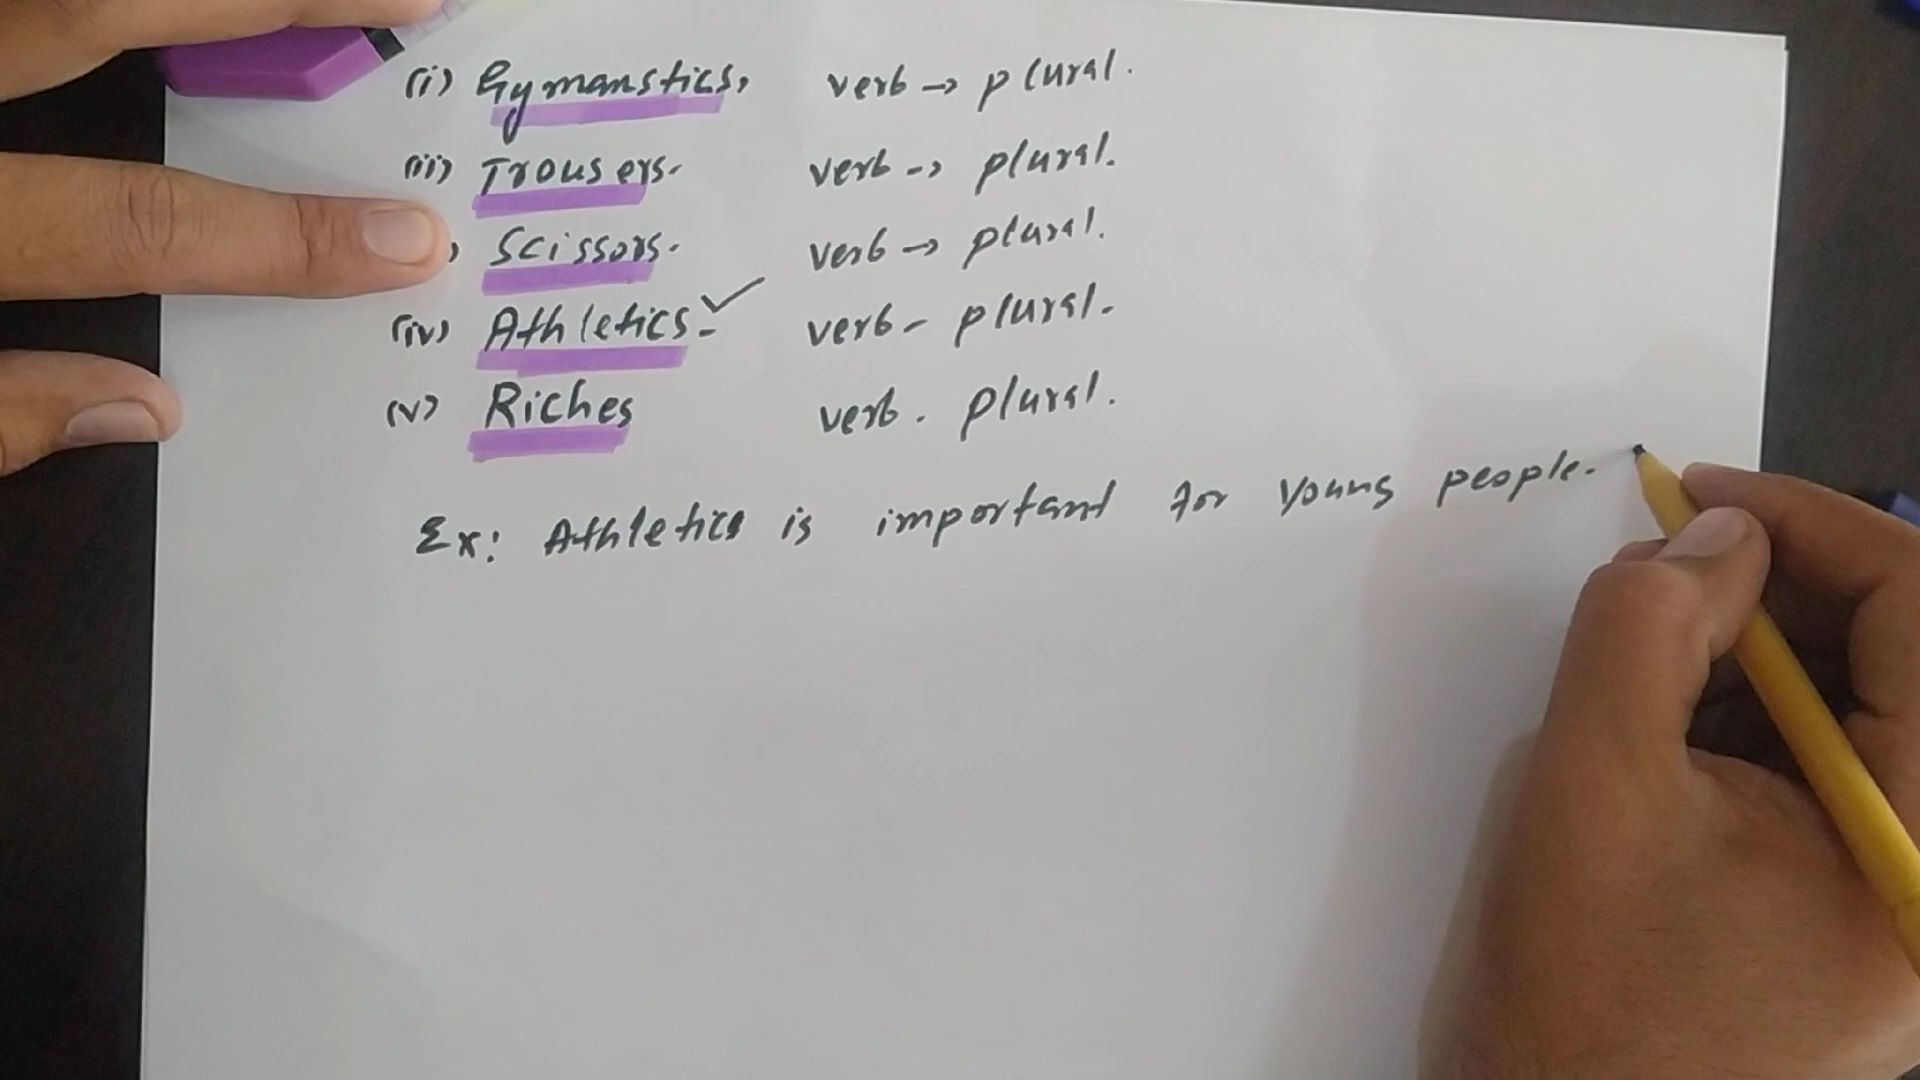 (i) Gymanstics, verb → plural.
(ii) Trousers. verb → plural.
) Scissors. verb → plural.
(iv) Athletics - verb - plural.
(v) Riches verb. plural.
Ex: Athletics is important for young people.